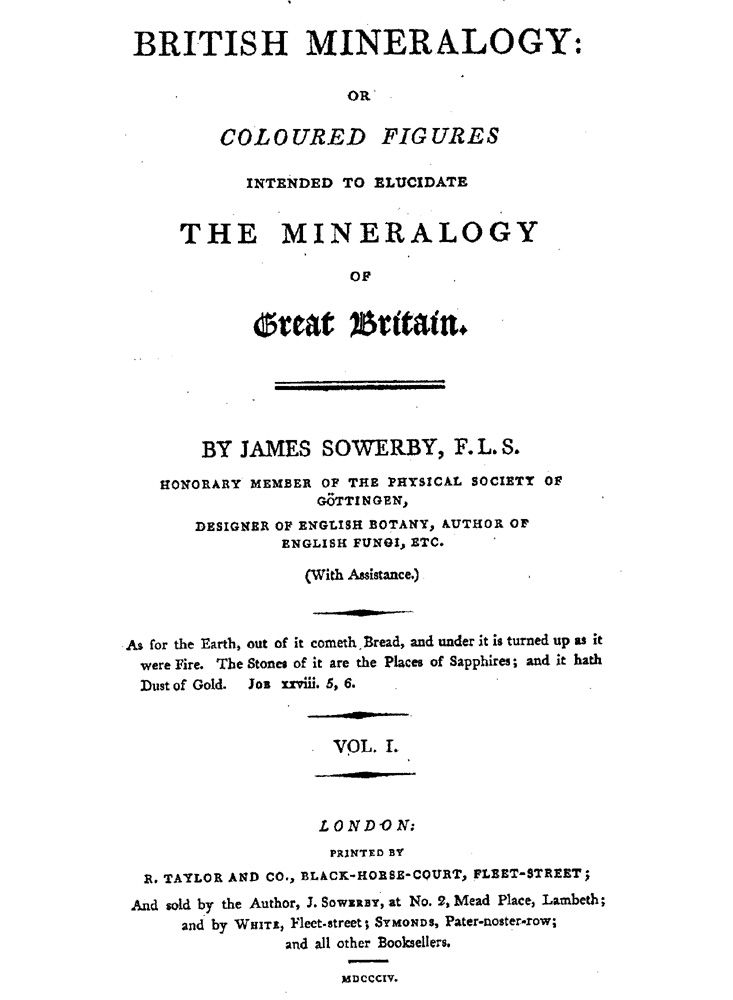 BRITISH MINERALOGY:
OR
COLOURED FIGURES
INTENDED TO ELUCIDATE
THE MINERALOGY
OF
Great Britain.
BY JAMES SOWERBY, F.L.S.
HONORARY MEMBER OF THE PHYSICAL SOCIETY OF
GÖTTINGEN,
DESIGNER OF ENGLISH BOTANY, AUTHOR OF
ENGLISH FUNGI, ETC.
(With Assistance.)
As for the Earth, out of it cometh Bread, and under it is turned up as it
were Fire. The Stones of it are the Places of Sapphires; and it hath
Dust of Gold. JOB xxviii. 5, 6.
VOL. I.
LONDON:
PRINTED BY
R. TAYLOR AND CO., BLACK-HORSE-COURT, FLEET-STREET;
And sold by the Author, J. SOWERBY, at No. 2, Mead Place, Lambeth;
and by WHITE, Fleet-street; SYMONDS, Pater-noster-row;
and all other Booksellers.
MDCCCIV.